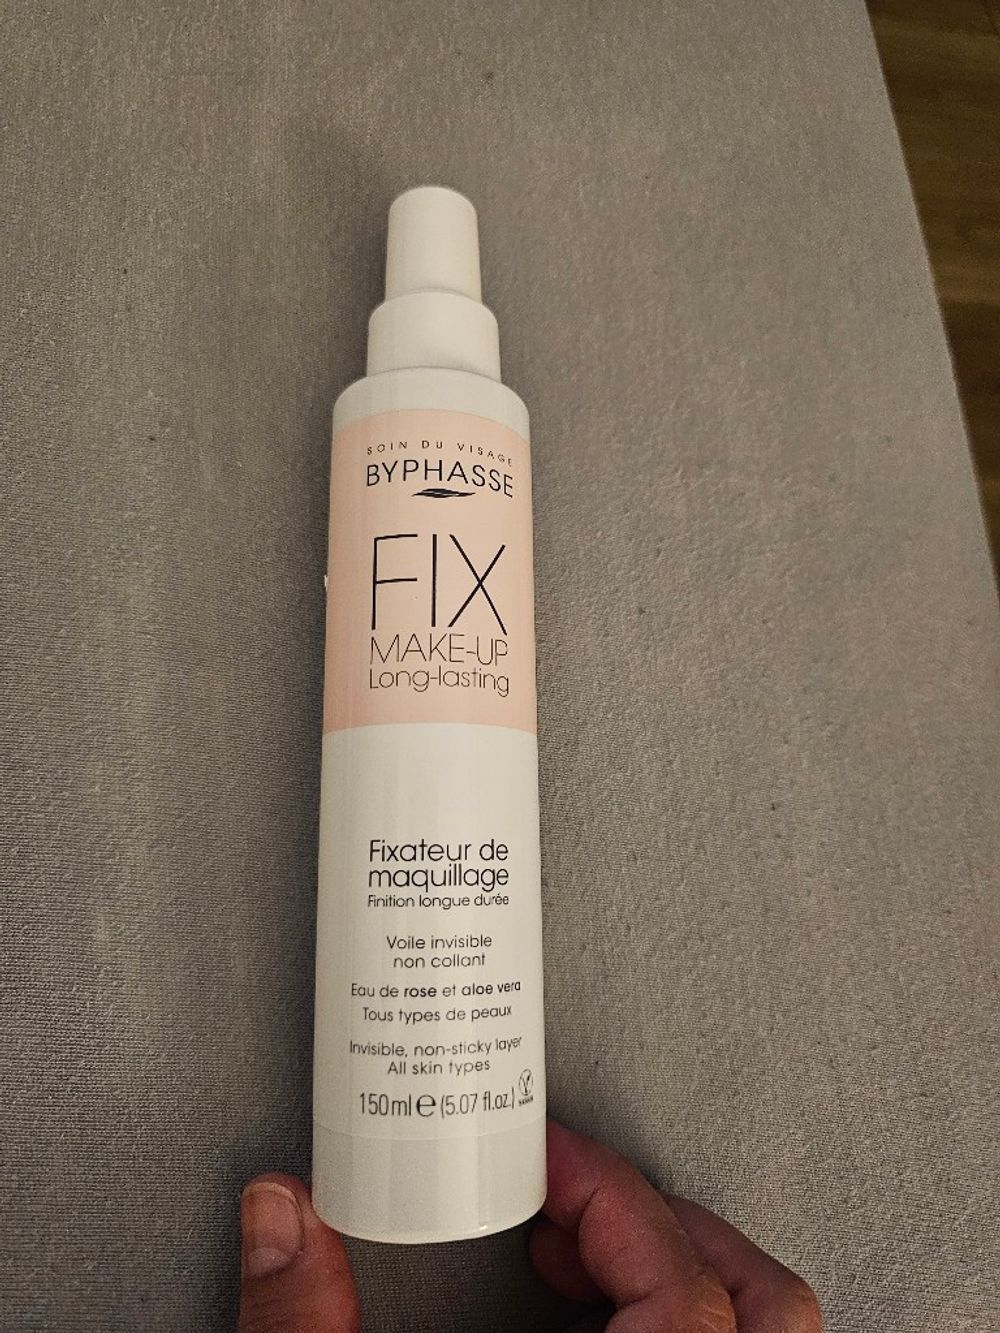 SOIN DU VISAGE
BYPHASSE
FIX
MAKE-UP
Long-lasting
Fixateur de
maquillage
Finition longue durée
Voile invisible
non collant
Eau de rose et aloe vera
Tous types de peaux
Invisible, non-sticky layer
All skin types
150ml e (5.07 fl.oz.)